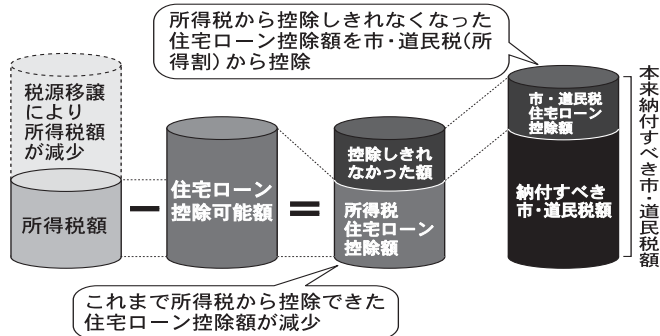 所得税から控除しきれなくなった
住宅ローン控除額を市・道民税(所
得割)から控除
税源移譲
により
所得税額
が減少
所得税額
住宅ローン
控除可能額
控除しきれ
なかった額
所得税
住宅ローン
控除額
市・道民税
住宅ローン
控除額
納付すべき
市・道民税額
本来納付すべき市・道民税額
これまで所得税から控除できた
住宅ローン控除額が減少